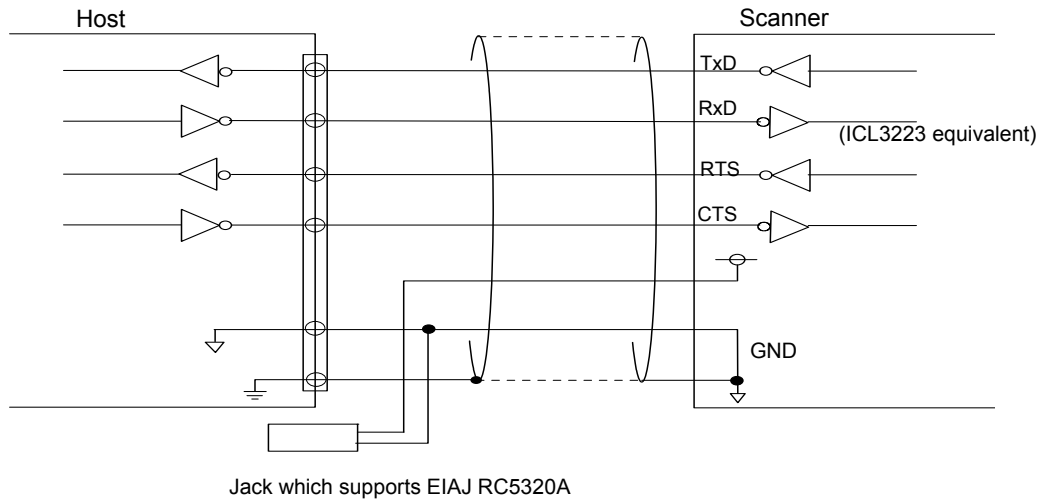 Host
Scanner
TxD
RxD
(ICL3223 equivalent)
RTS
CTS
GND
Jack which supports EIAJ RC5320A